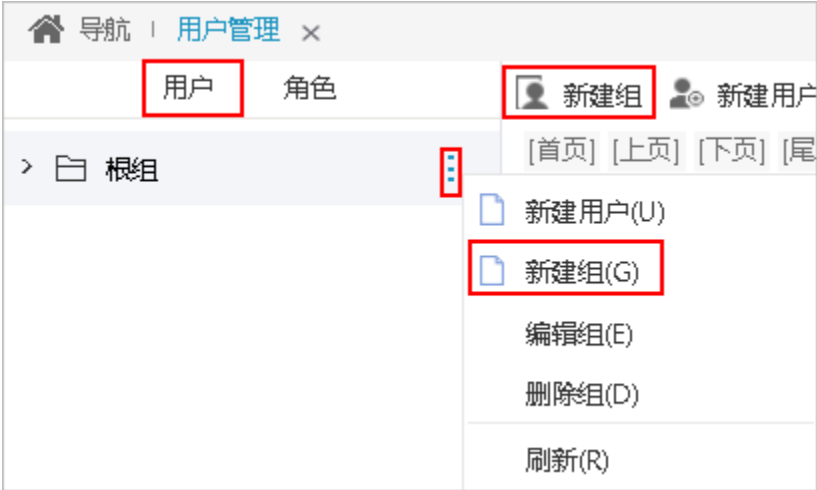 导航 用户管理 ×
用户 角色
新建组 新建用户
[首页] [上页] [下页] [尾
根组
新建用户(U)
新建组(G)
编辑组(E)
删除组(D)
刷新(R)